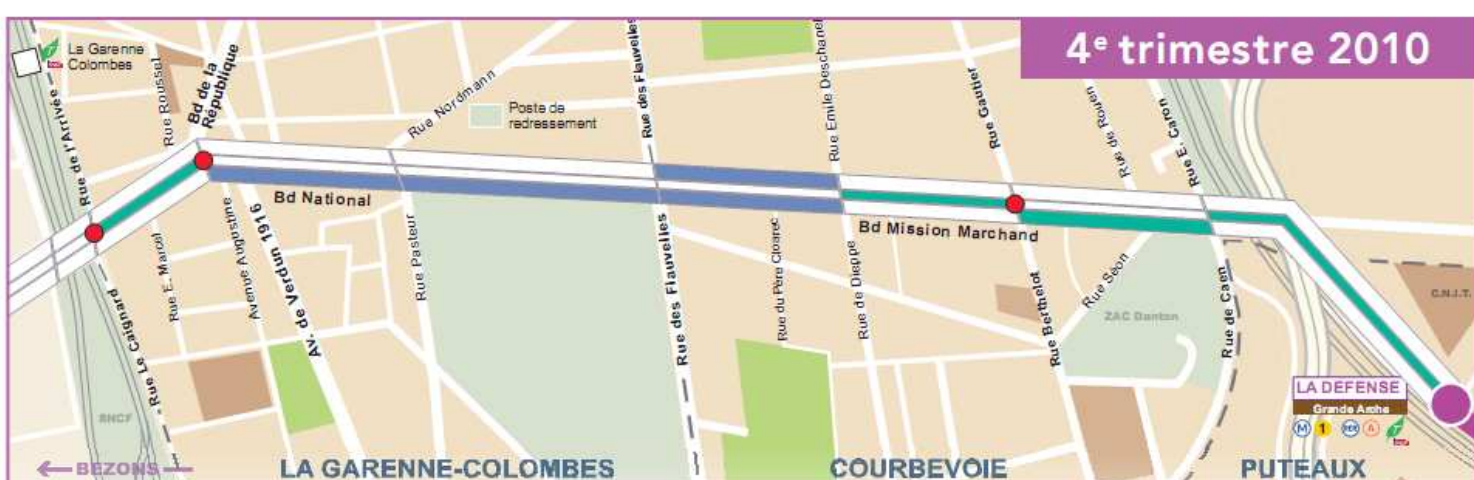 4e trimestre 2010
La Garenne
Colombes
Rue de l'Arrivée
Rue Roussel
Bd de la
République
Rue Nordmann
Poste de
redressement
Rue des Flauvelles
Rue Emile Deschanel
Rue Gautier
Rue de Rouen
Rue E. Caron
Bd National
Bd Mission Marchand
Rue Le Caignard
Rue E. Marcel
Avenue Augustine
Av. de Verdun 1916
Rue Pasteur
Rue des Flauvelles
Rue du Père Cloarec
Rue de Dieppe
Rue Berthelot
Rue Séon
ZAC Danton
Rue de Caen
C.N.I.T.
LA DEFENSE
Grande Arche
M 1 RER A T
SNCF
BEZONS
LA GARENNE-COLOMBES
COURBEVOIE
PUTEAUX